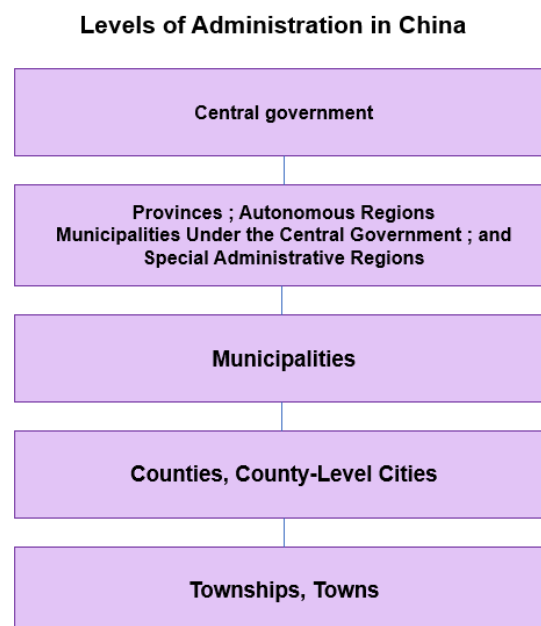 Levels of Administration in China
Central government
Provinces ; Autonomous Regions
Municipalities Under the Central Government ; and
Special Administrative Regions
Municipalities
Counties, County-Level Cities
Townships, Towns